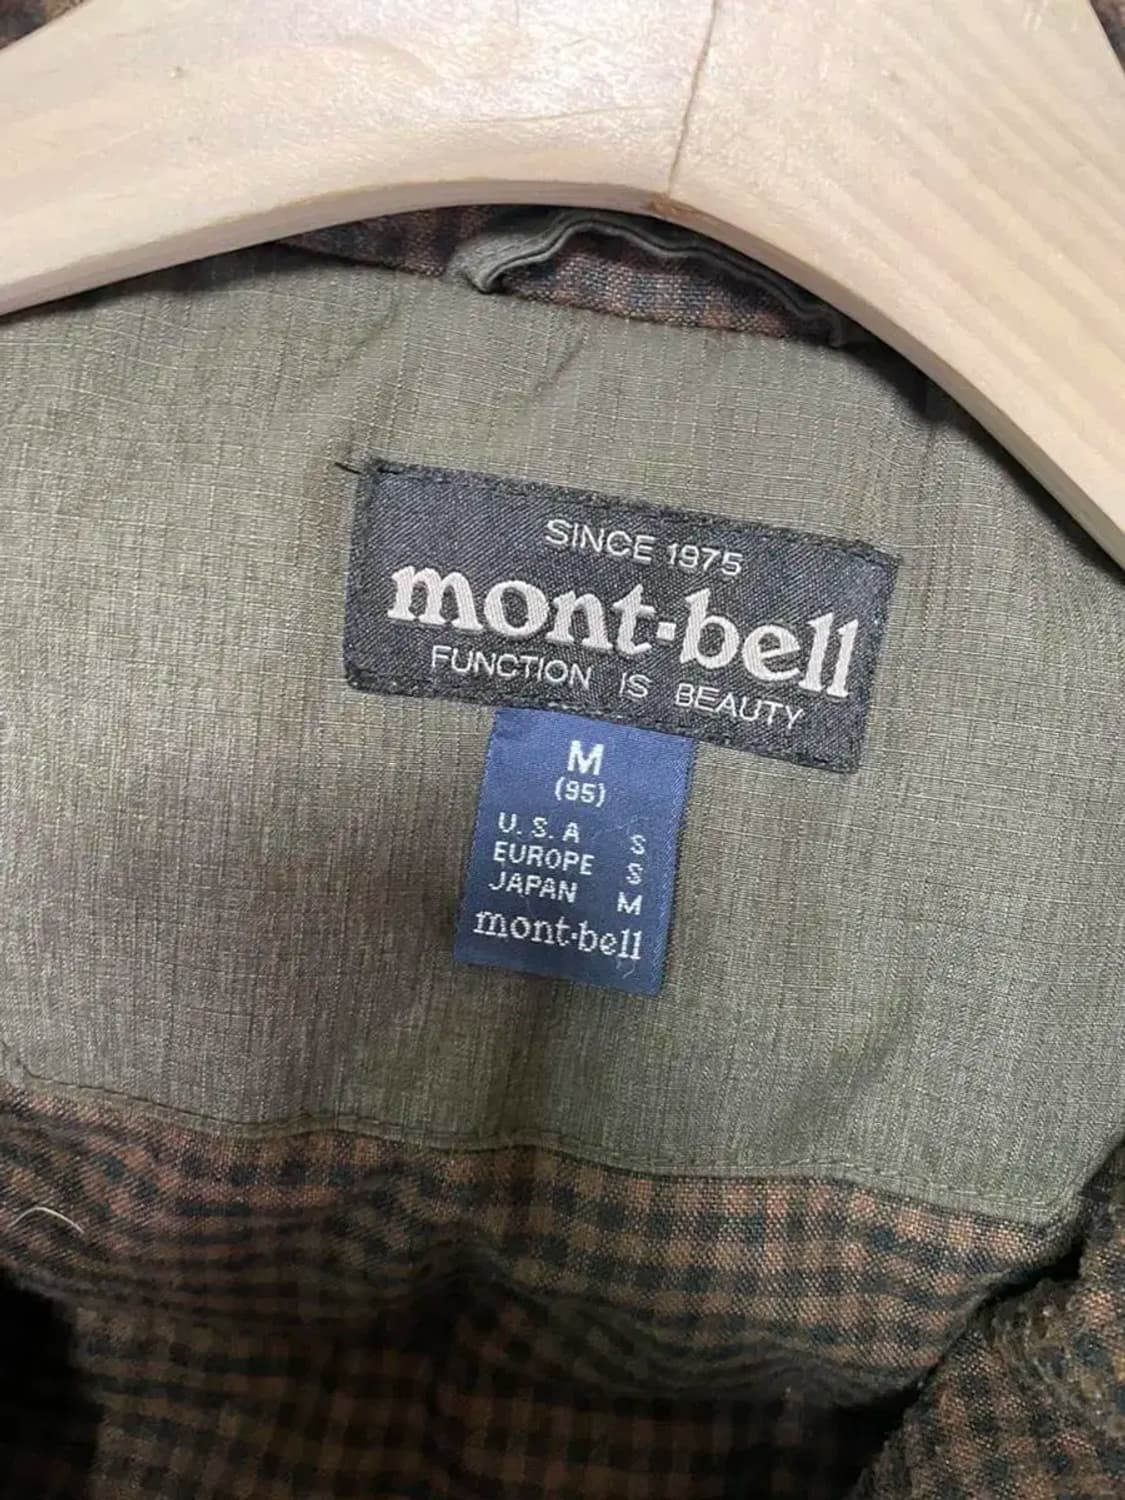 SINCE 1975
mont-bell
FUNCTION IS BEAUTY
M
(95)
U.S.A S
EUROPE S
JAPAN M
mont-bell